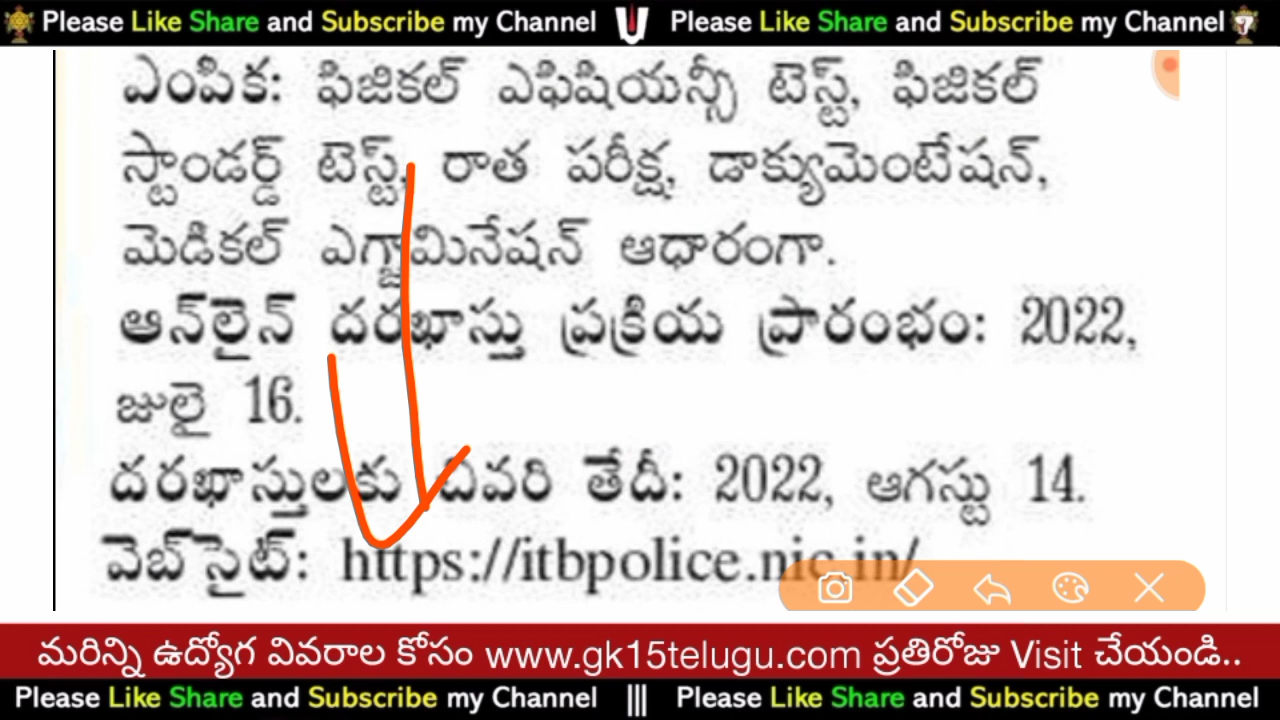 Please Like Share and Subscribe my Channel Please Like Share and Subscribe my Channel
ఎంపిక: ఫిజికల్ ఎఫిషియన్సీ టెస్ట్, ఫిజికల్
స్టాండర్డ్ టెస్ట్, రాత పరీక్ష, డాక్యుమెంటేషన్,
మెడికల్ ఎగ్జామినేషన్ ఆధారంగా.
ఆన్‌లైన్ దరఖాస్తు ప్రక్రియ ప్రారంభం: 2022,
జులై 16.
దరఖాస్తులకు చివరి తేదీ: 2022, ఆగస్టు 14.
వెబ్‌సైట్: https://itbpolice.nic.in/
మరిన్ని ఉద్యోగ వివరాల కోసం www.gk15telugu.com ప్రతిరోజు Visit చేయండి..
Please Like Share and Subscribe my Channel ||| Please Like Share and Subscribe my Channel